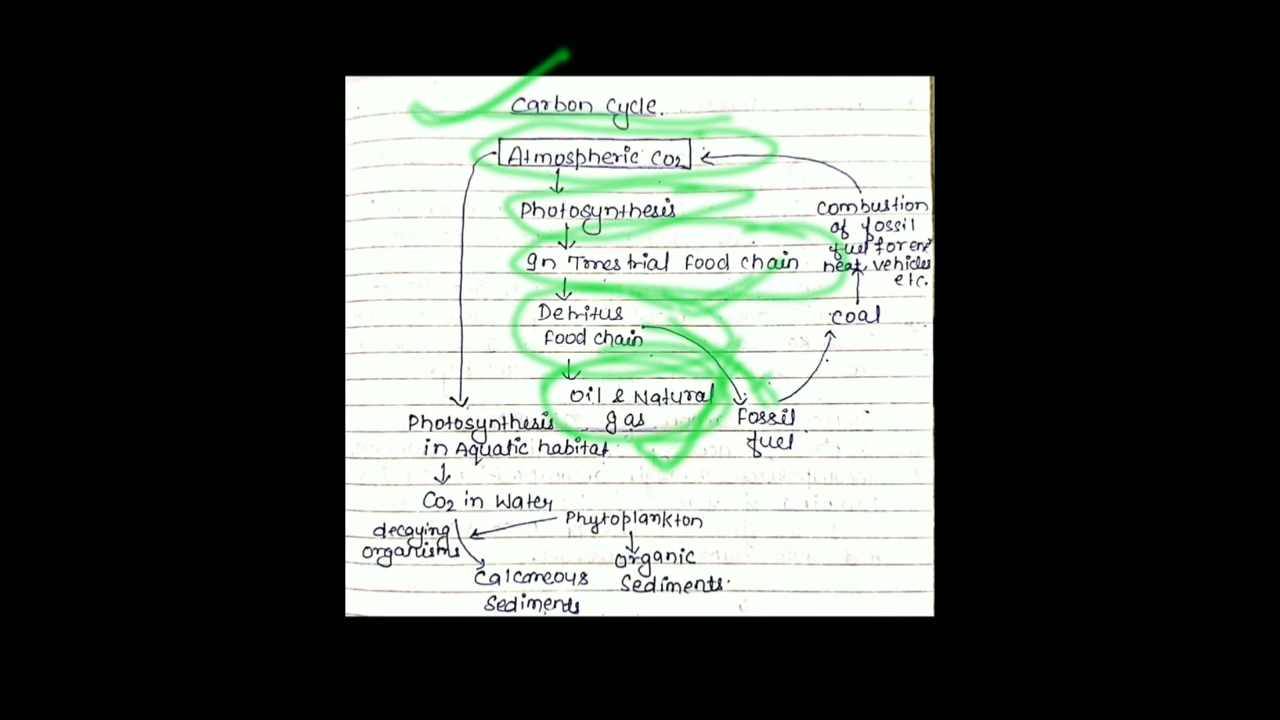 Carbon Cycle.
Atmospheric CO2
Photosynthesis
In Terrestrial food chain
Detritus
food chain
Oil & Natural
gas
Fossil
fuel
coal
combustion
of fossil
fuel for
heat, vehicles
etc.
Photosynthesis
in Aquatic habitat
CO2 in Water
Phytoplankton
decaying
organisms
Calcareous
Sediments
Organic
Sediments.